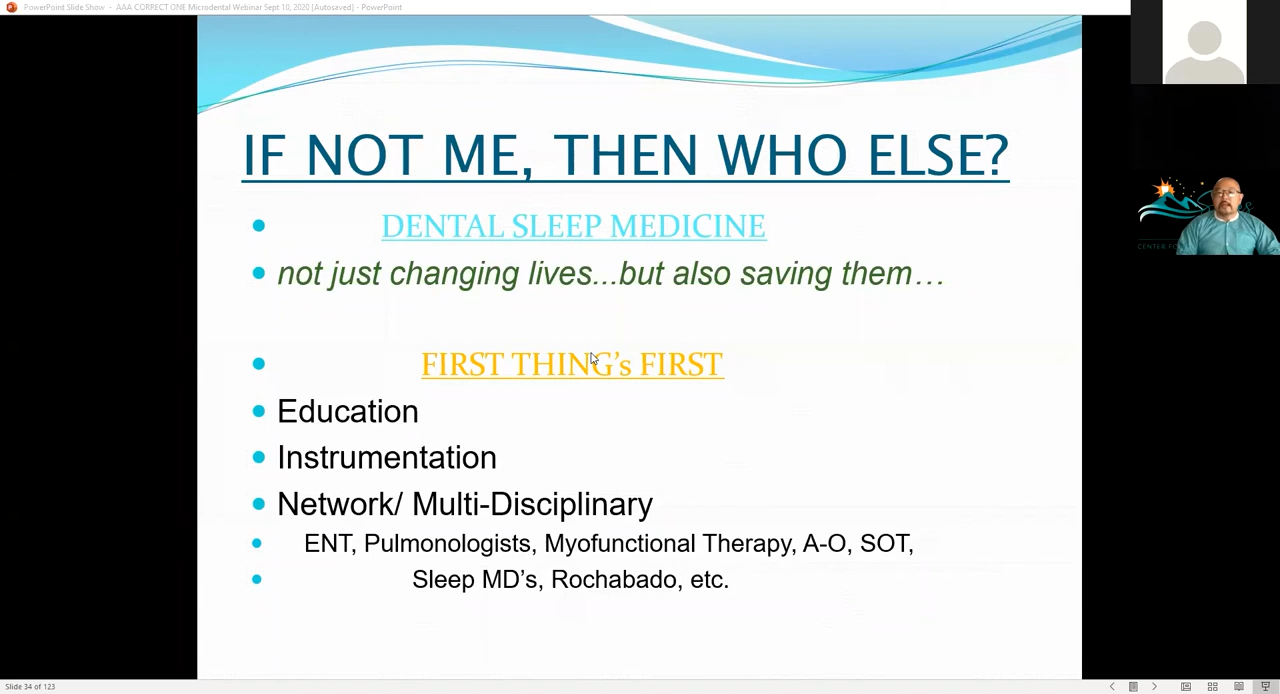 PowerPoint Slide Show - AAA CORRECT ONE Microdental Webinar Sept 10, 2020 [Autosaved] - PowerPoint
IF NOT ME, THEN WHO ELSE?
DENTAL SLEEP MEDICINE
not just changing lives...but also saving them…
FIRST THING’s FIRST
Education
Instrumentation
Network/ Multi-Disciplinary
ENT, Pulmonologists, Myofunctional Therapy, A-O, SOT,
Sleep MD’s, Rochabado, etc.
CENTER FO
Slide 34 of 123